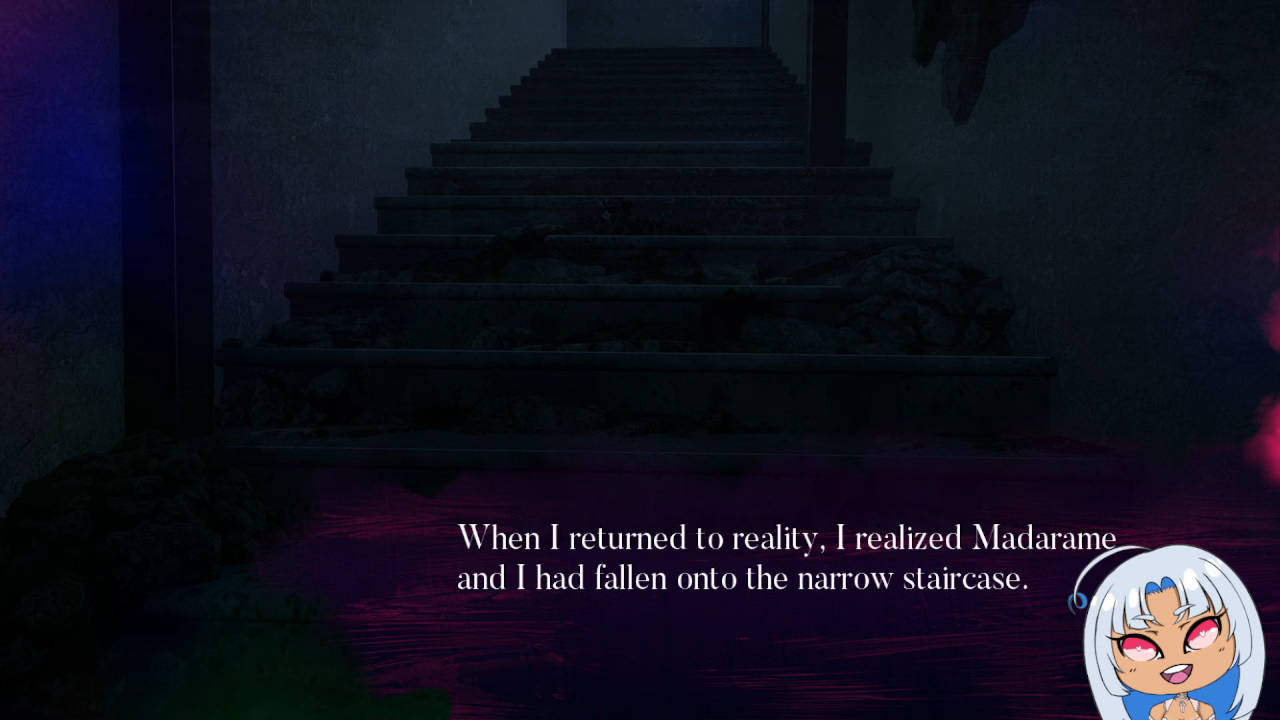 When I returned to reality, I realized Madarame
and I had fallen onto the narrow staircase.